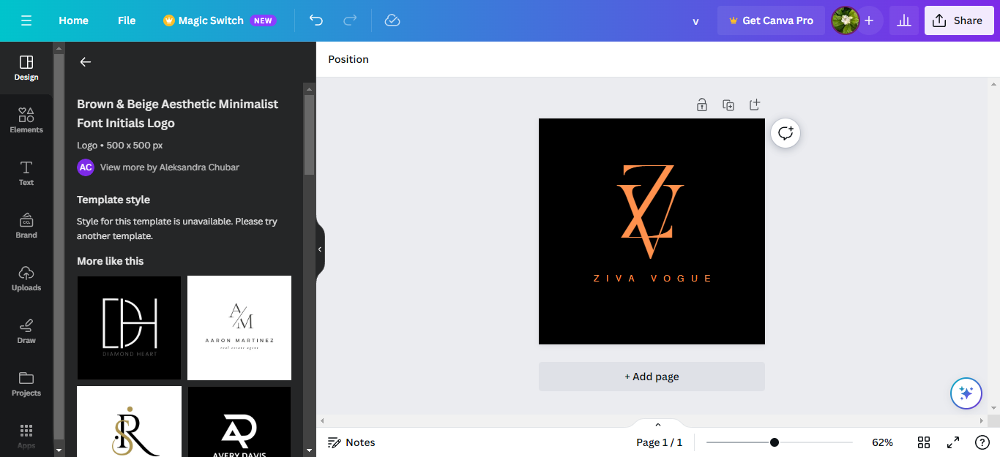 Home
File
Magic Switch NEW
v
Get Canva Pro
Share
Design
Elements
Text
Brand
CO.
Uploads
Draw
Projects
Apps
Brown & Beige Aesthetic Minimalist
Font Initials Logo
Logo • 500 x 500 px
AC View more by Aleksandra Chubar
Template style
Style for this template is unavailable. Please try
another template.
More like this
DH
DIAMOND HEART
A/M
AARON MARTINEZ
real estate agent
SR
AR
AVERY DAVIS
Position
ZV
ZIVA VOGUE
+ Add page
Notes
Page 1 / 1
62%